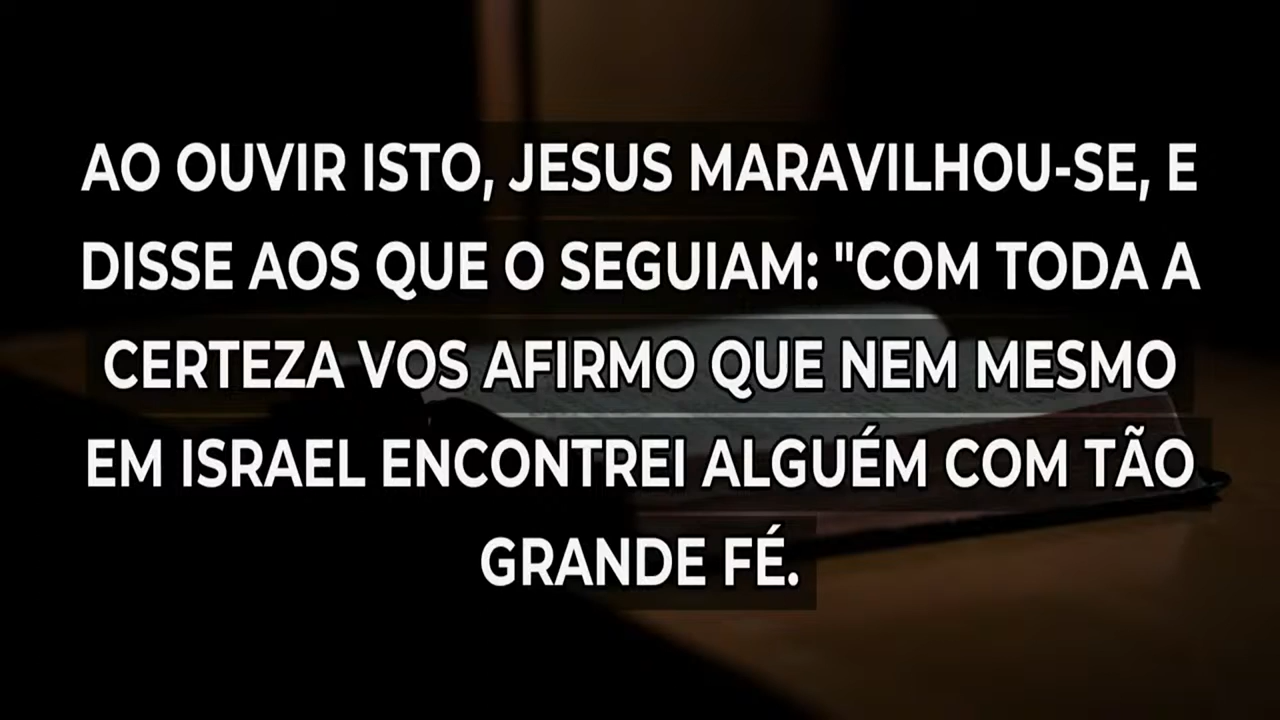 AO OUVIR ISTO, JESUS MARAVILHOU-SE, E
DISSE AOS QUE O SEGUIAM: "COM TODA A
CERTEZA VOS AFIRMO QUE NEM MESMO
EM ISRAEL ENCONTREI ALGUÉM COM TÃO
GRANDE FÉ.